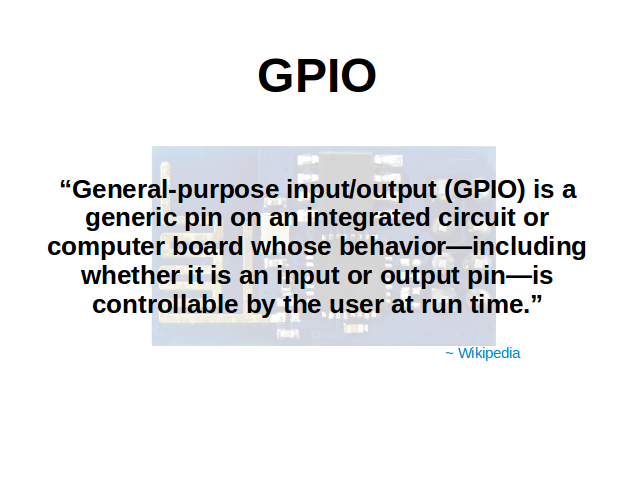 GPIO
“General-purpose input/output (GPIO) is a
generic pin on an integrated circuit or
computer board whose behavior—including
whether it is an input or output pin—is
controllable by the user at run time.”
~ Wikipedia